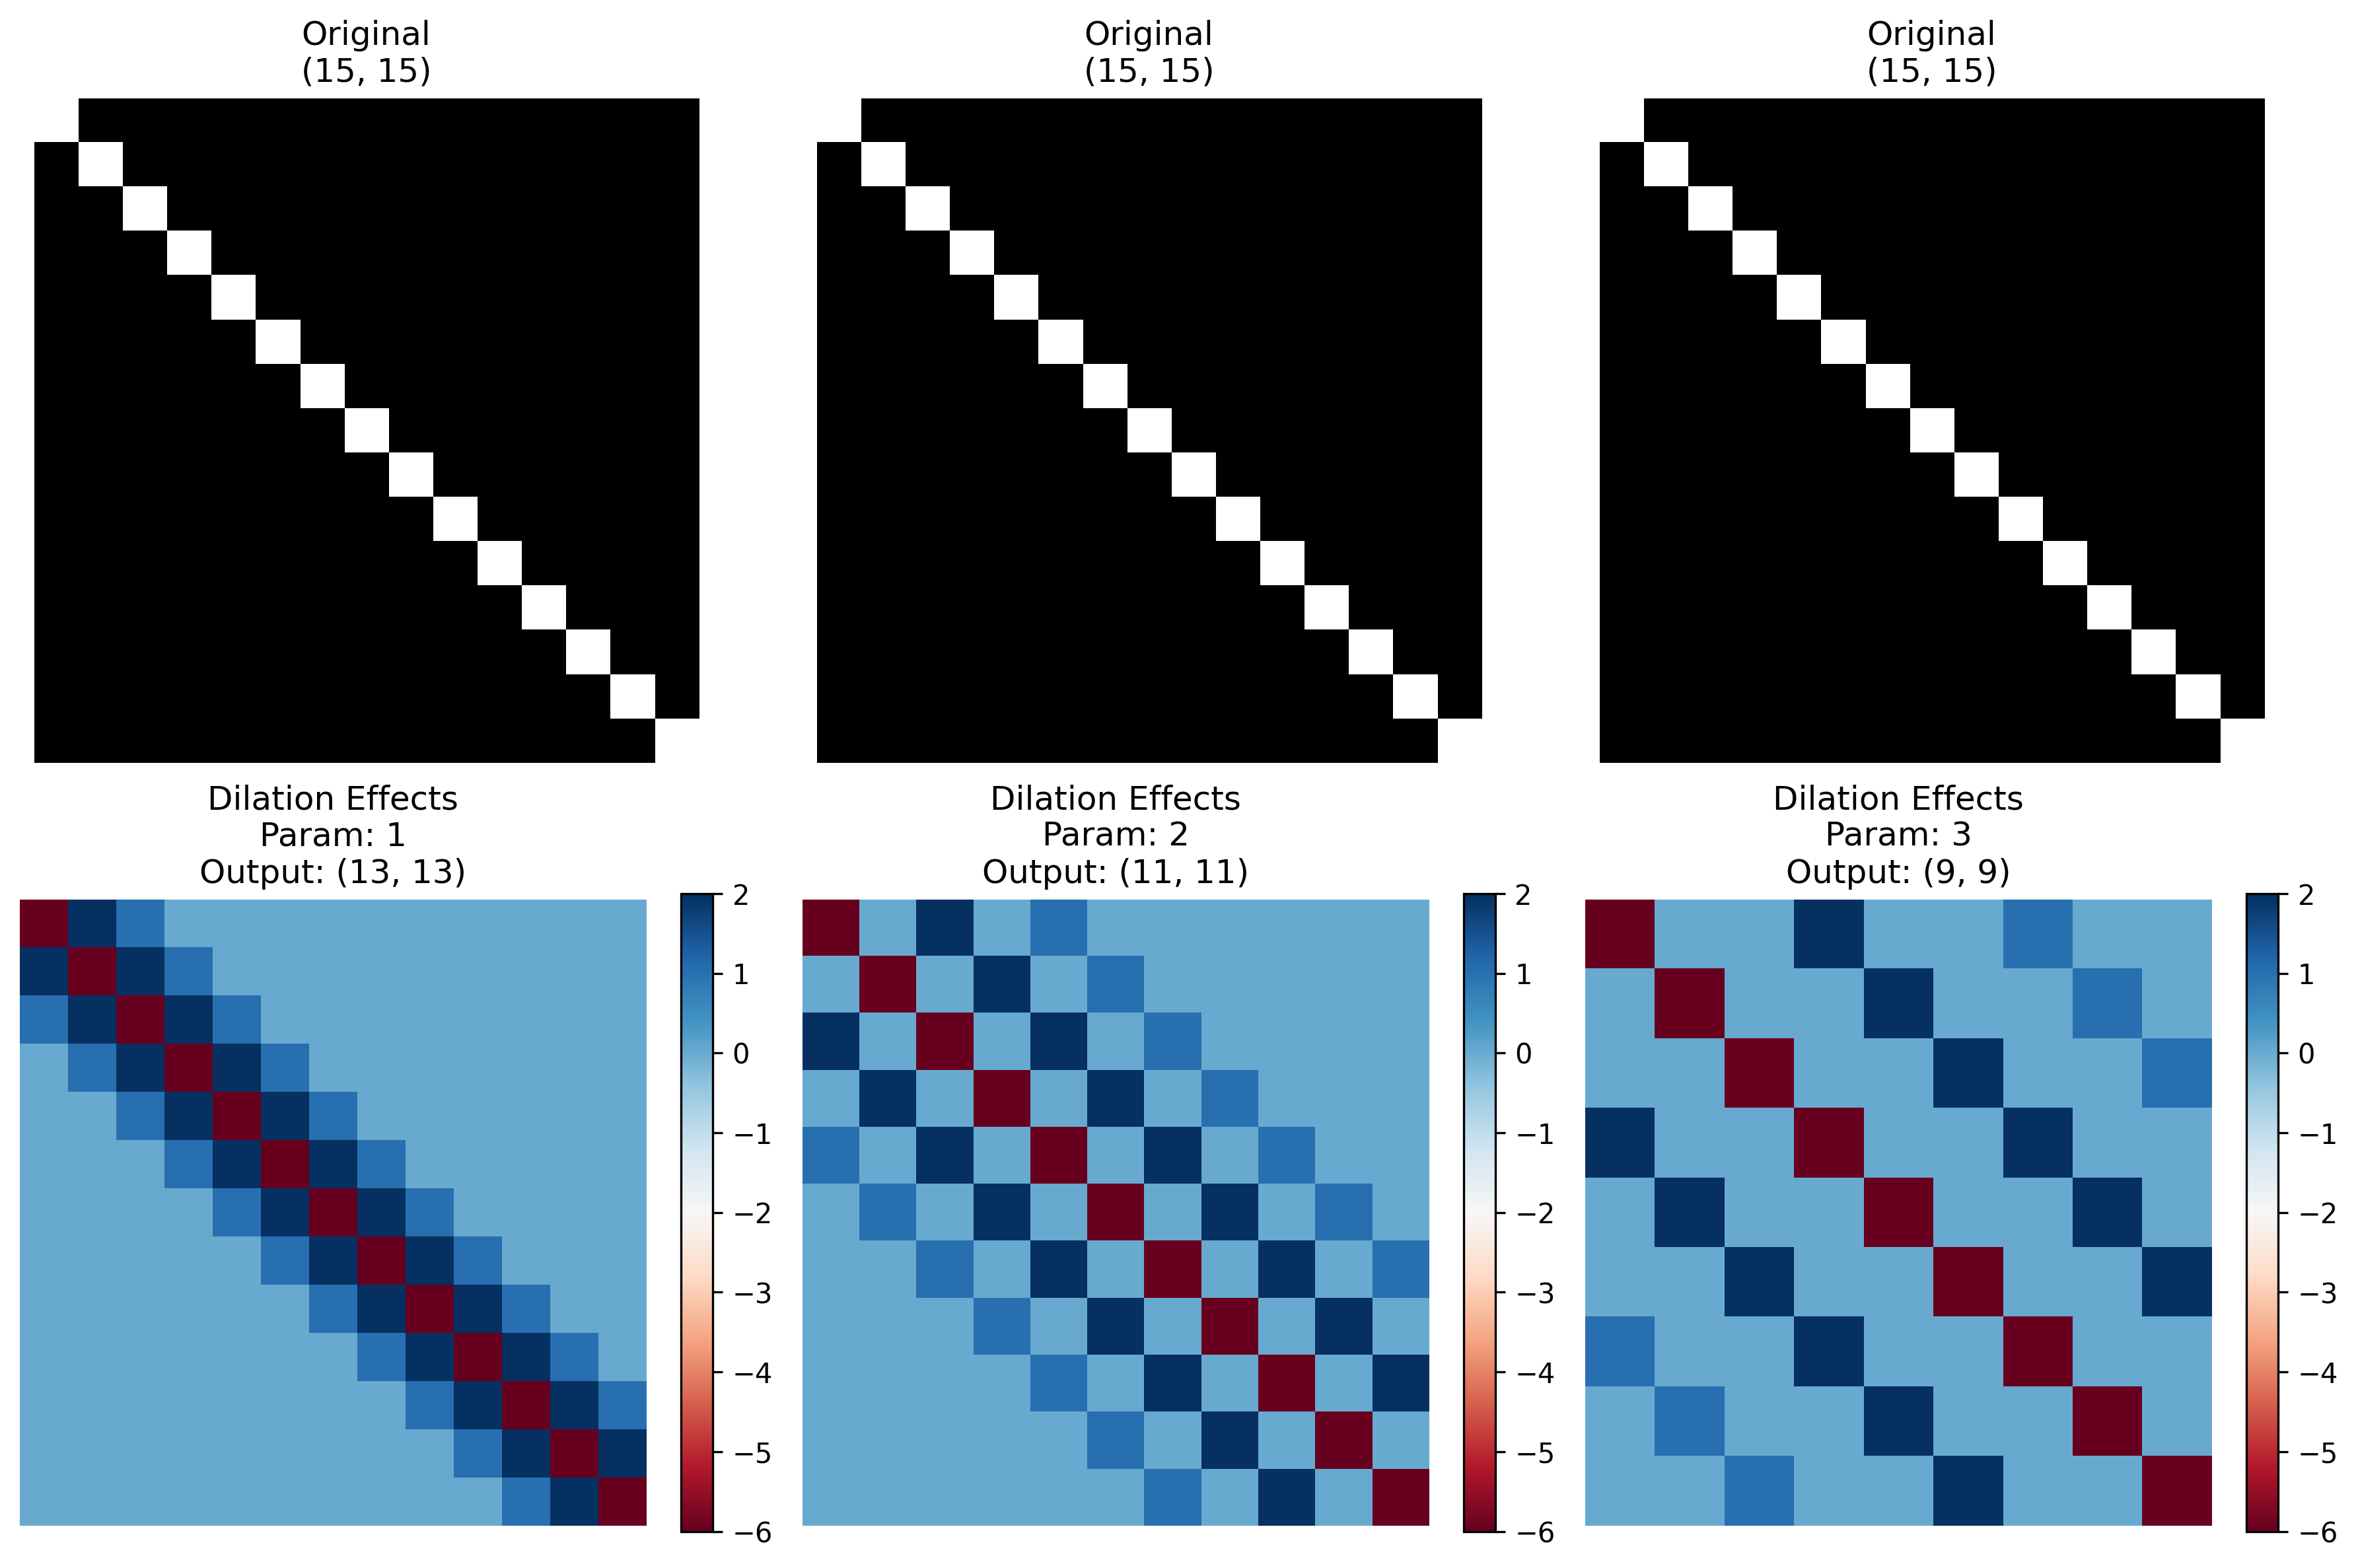 Original
(15, 15)
Original
(15, 15)
Original
(15, 15)
Dilation Effects
Param: 1
Output: (13, 13)
2
1
0
−1
−2
−3
−4
−5
−6
Dilation Effects
Param: 2
Output: (11, 11)
2
1
0
−1
−2
−3
−4
−5
−6
Dilation Effects
Param: 3
Output: (9, 9)
2
1
0
−1
−2
−3
−4
−5
−6